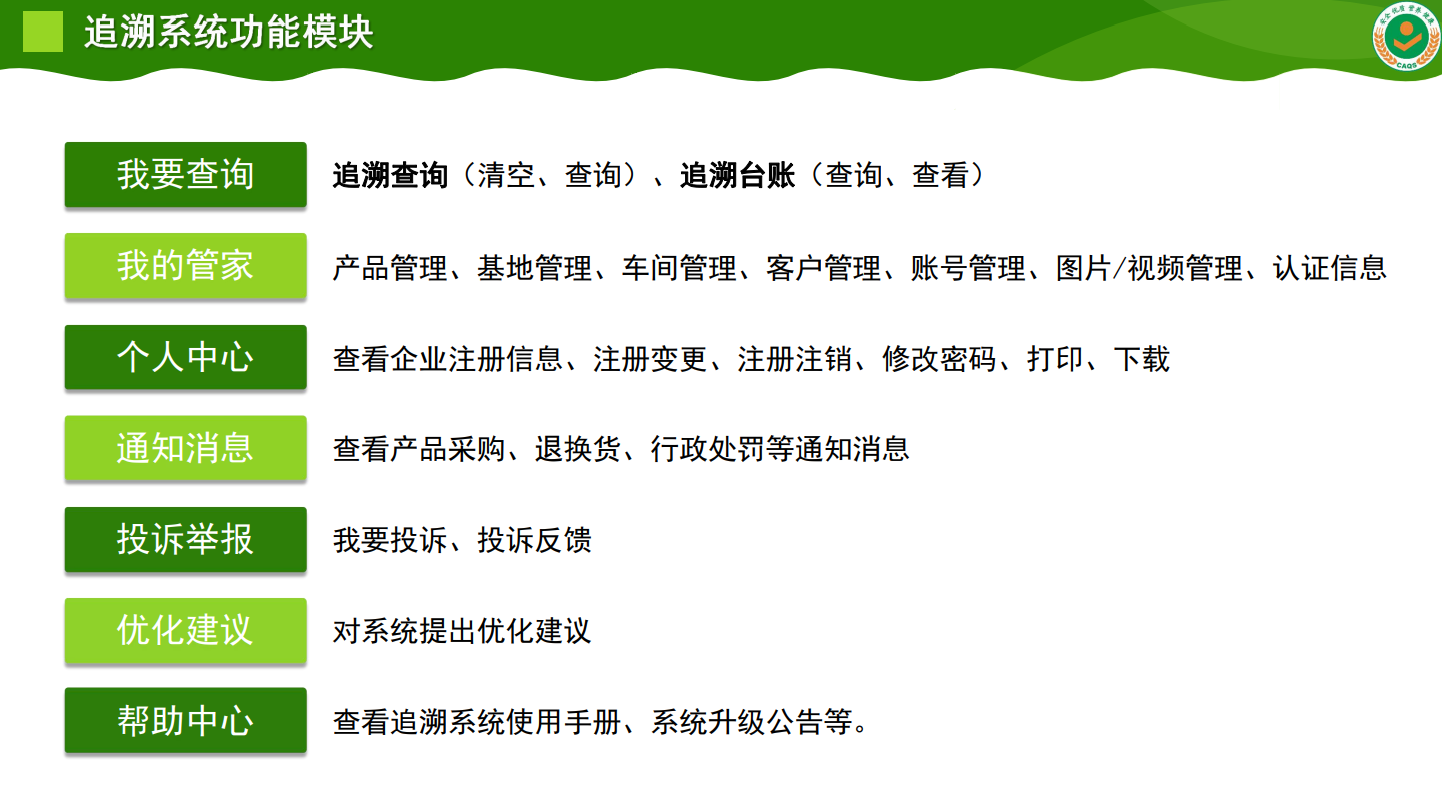 追溯系统功能模块
安全 优质 营养 健康
CAQS
我要查询
追溯查询（清空、查询）、追溯台账（查询、查看）
我的管家
产品管理、基地管理、车间管理、客户管理、账号管理、图片/视频管理、认证信息
个人中心
查看企业注册信息、注册变更、注册注销、修改密码、打印、下载
通知消息
查看产品采购、退换货、行政处罚等通知消息
投诉举报
我要投诉、投诉反馈
优化建议
对系统提出优化建议
帮助中心
查看追溯系统使用手册、系统升级公告等。